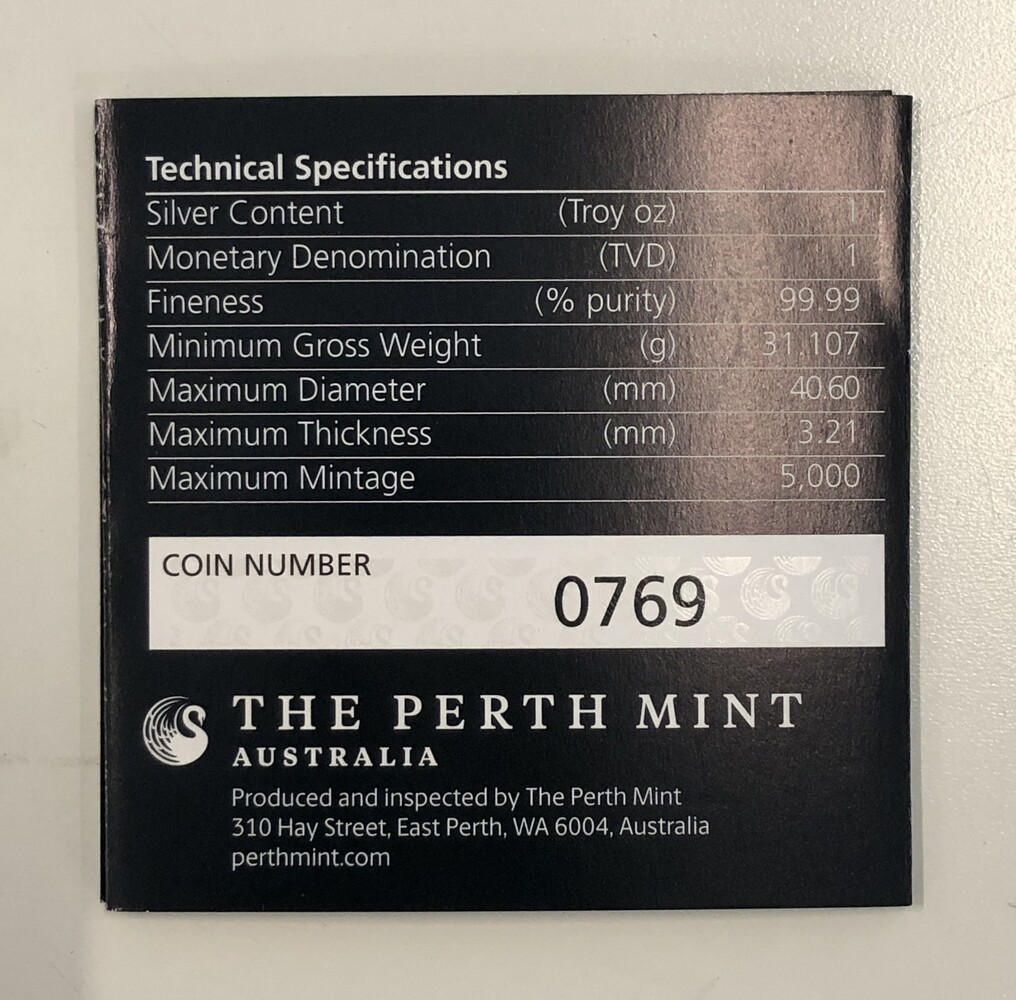 Technical Specifications
Silver Content (Troy oz) 1
Monetary Denomination (TVD) 1
Fineness (% purity) 99.99
Minimum Gross Weight (g) 31.107
Maximum Diameter (mm) 40.60
Maximum Thickness (mm) 3.21
Maximum Mintage 5,000
COIN NUMBER
0769
THE PERTH MINT
AUSTRALIA
Produced and inspected by The Perth Mint
310 Hay Street, East Perth, WA 6004, Australia
perthmint.com